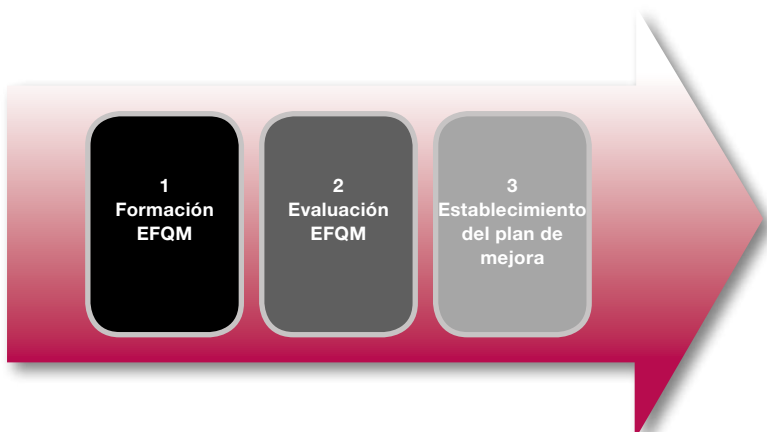 1
Formación
EFQM
2
Evaluación
EFQM
3
Establecimiento
del plan de
mejora